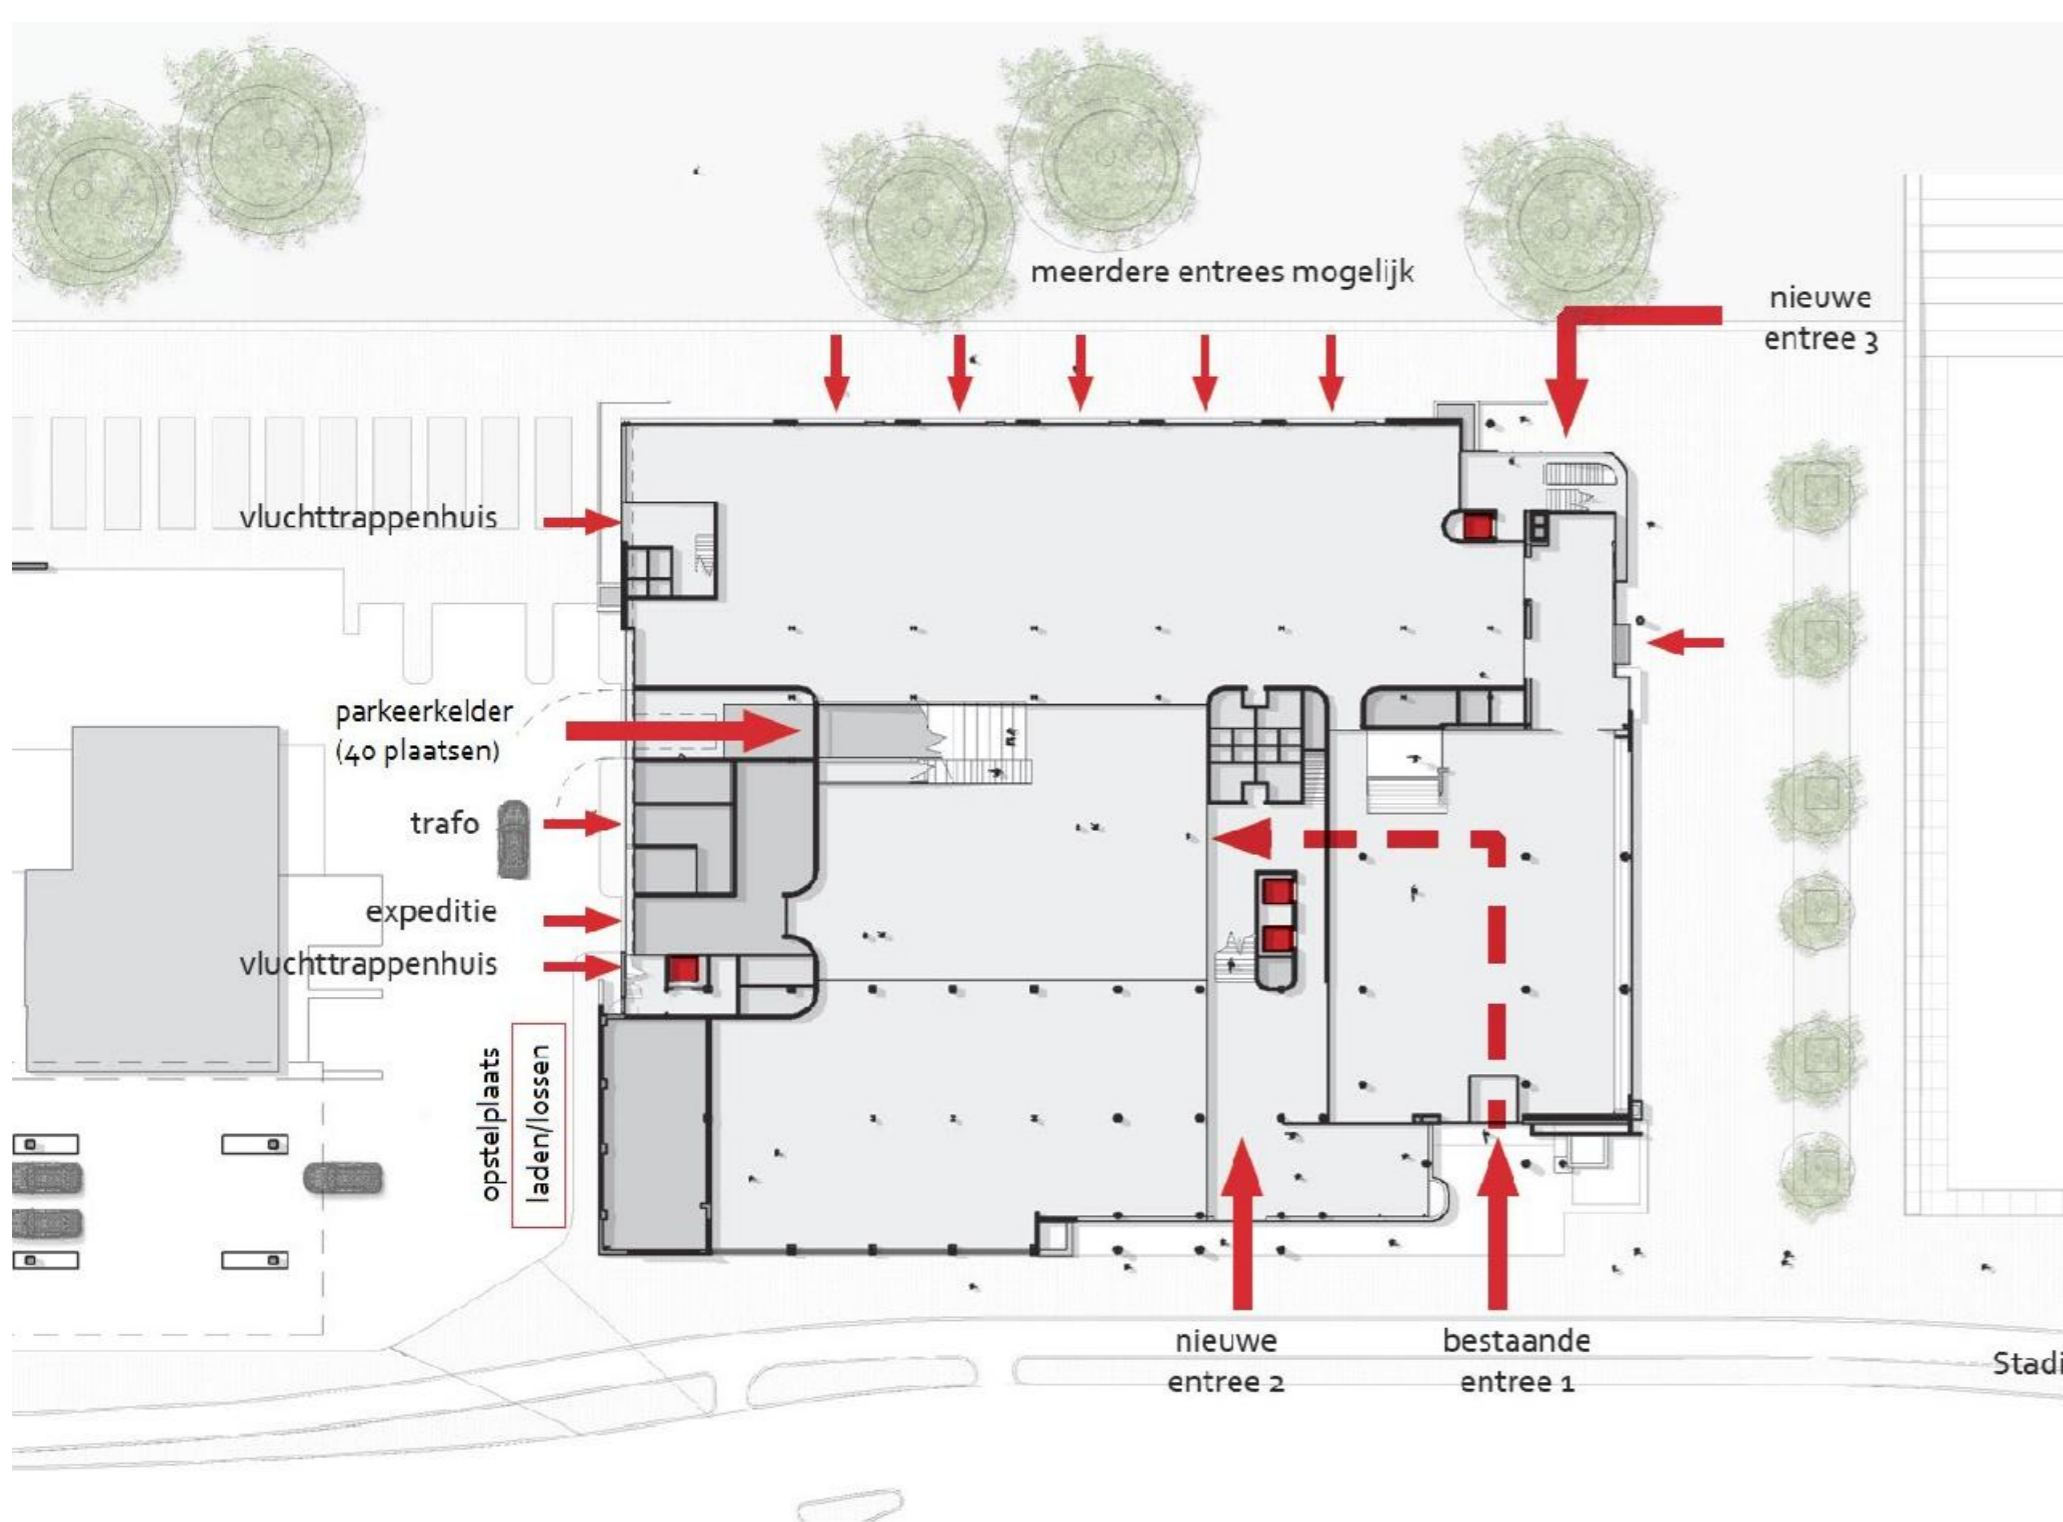 meerdere entrees mogelijk
nieuwe
entree 3
vluchttrappenhuis
parkeerkelder
(40 plaatsen)
trafo
expeditie
vluchttrappenhuis
opstelplaats
laden/lossen
nieuwe
entree 2
bestaande
entree 1
Stadi